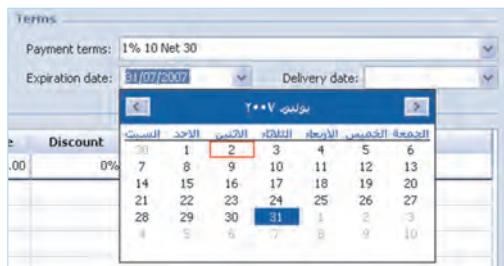 Terms
Payment terms: 1% 10 Net 30
Expiration date: 31/07/2007 Delivery date:
يوليو, ٢٠٠٧
السبت الاحد الاثنين الثلاثاء الأربعاء الخميس الجمعة
30 1 2 3 4 5 6
Discount
7 8 9 10 11 12 13
.00 0%
14 15 16 17 18 19 20
21 22 23 24 25 26 27
28 29 30 31 1 2 3
4 5 6 7 8 9 10